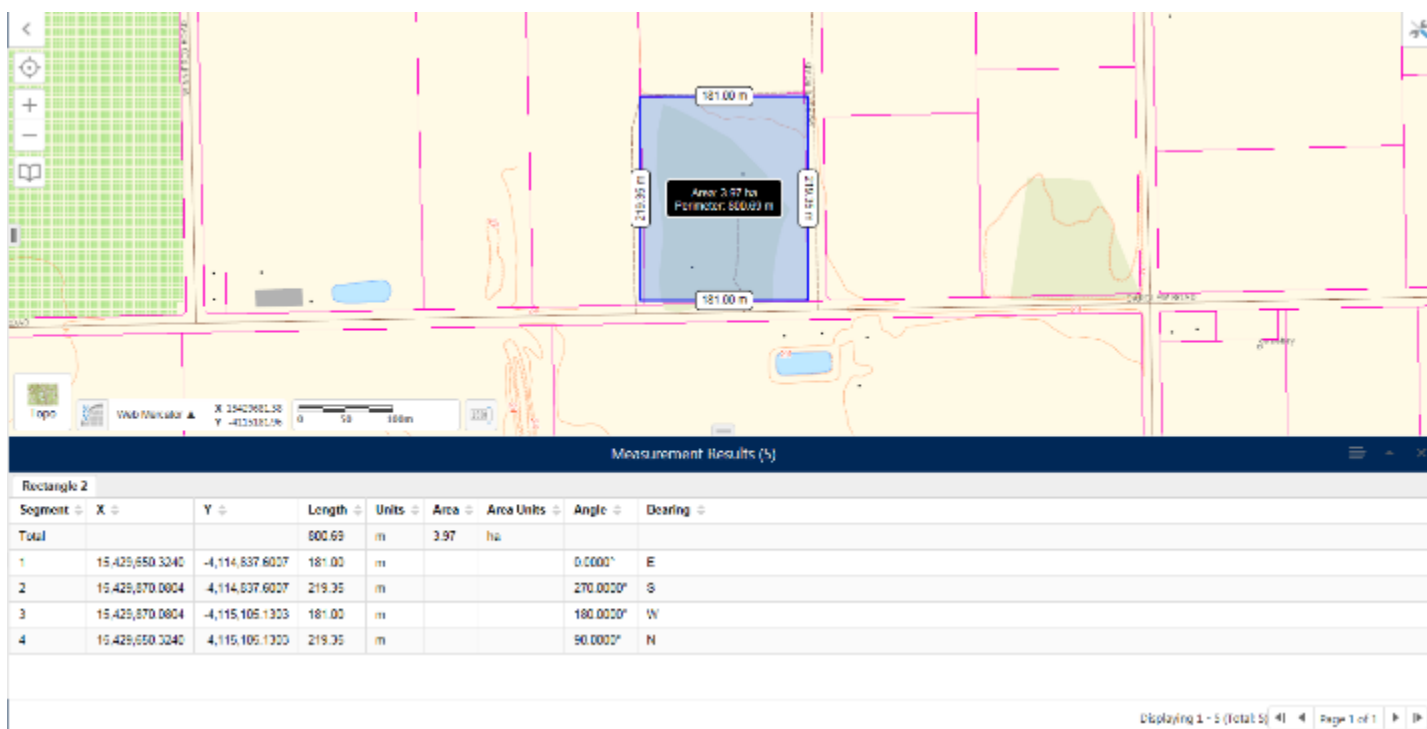 181.00 m
219.35 m
219.35 m
Area: 3.97 ha
Perimeter: 800.69 m
181.00 m
Topo
Web Mercator ▲
0 50 100m
Measurement Results (5)
Rectangle 2
Segment X Y Length Units Area Area Units Angle Bearing
Total 800.69 m 3.97 ha
1 15,429,650.3240 -4,114,837.6007 181.00 m 0.0000° E
2 15,429,870.0804 -4,114,837.6007 219.35 m 270.0000° S
3 15,429,870.0804 -4,115,105.1303 181.00 m 180.0000° W
4 15,429,650.3240 -4,115,105.1303 219.35 m 90.0000° N
Displaying 1 - 5 (Total: 5) Page 1 of 1